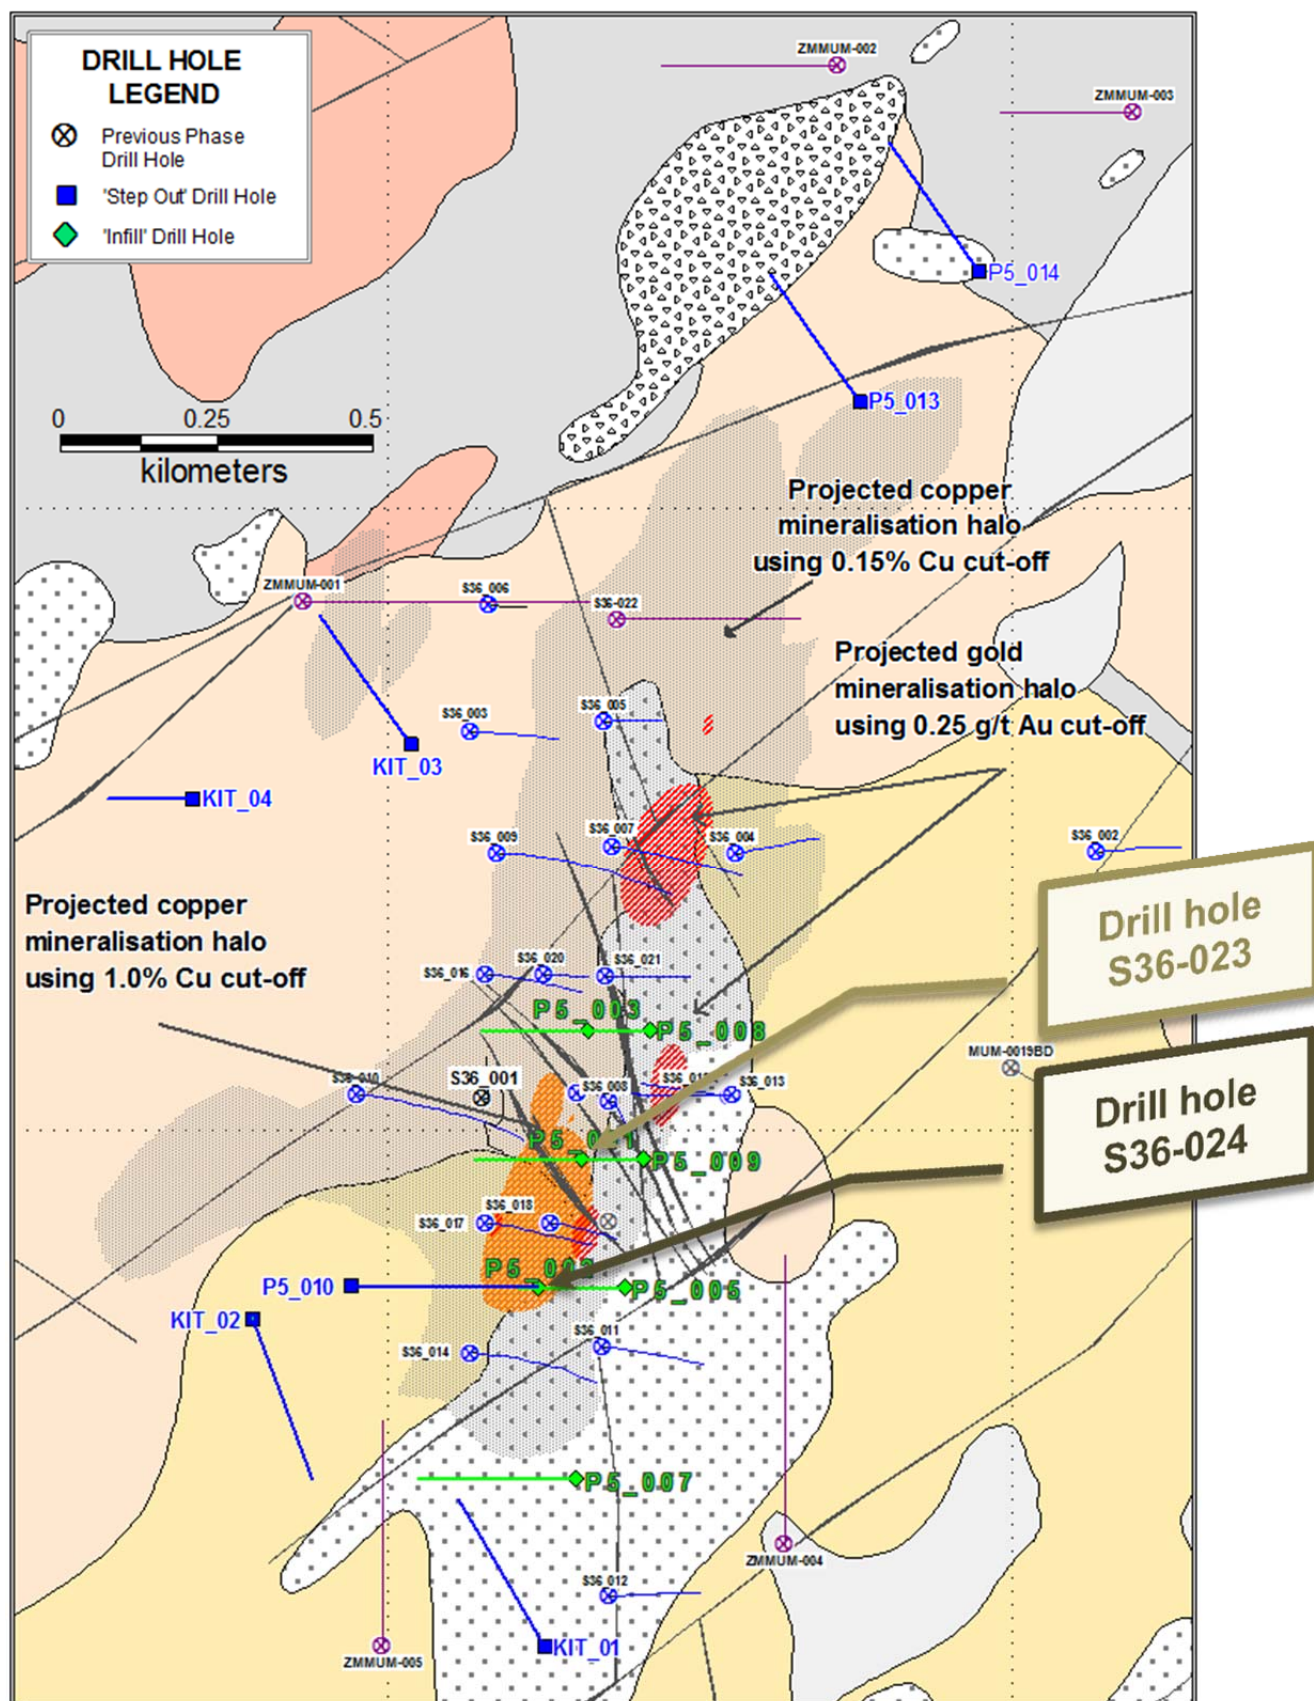 DRILL HOLE
LEGEND
Previous Phase
Drill Hole
'Step Out' Drill Hole
'Infill' Drill Hole
ZMMUM-002
ZMMUM-003
P5_014
P5_013
0 0.25 0.5
kilometers
Projected copper
mineralisation halo
using 0.15% Cu cut-off
ZMMUM-001
S36_006
S36-022
Projected gold
mineralisation halo
using 0.25 g/t Au cut-off
S36_003
S36_005
KIT_03
KIT_04
S36_009
S36_007
S36_004
S36_002
Projected copper
mineralisation halo
using 1.0% Cu cut-off
Drill hole
S36-023
S36_016
S36_020
S36_021
P5_003
P5_008
MUM-0019BD
S36_010
S36_001
S36_008
S36_013
Drill hole
S36-024
P5_009
S36_017
S36_018
P5_010
P5_005
KIT_02
S36_014
S36_011
P5_007
ZMMUM-004
S36_012
KIT_01
ZMMUM-005